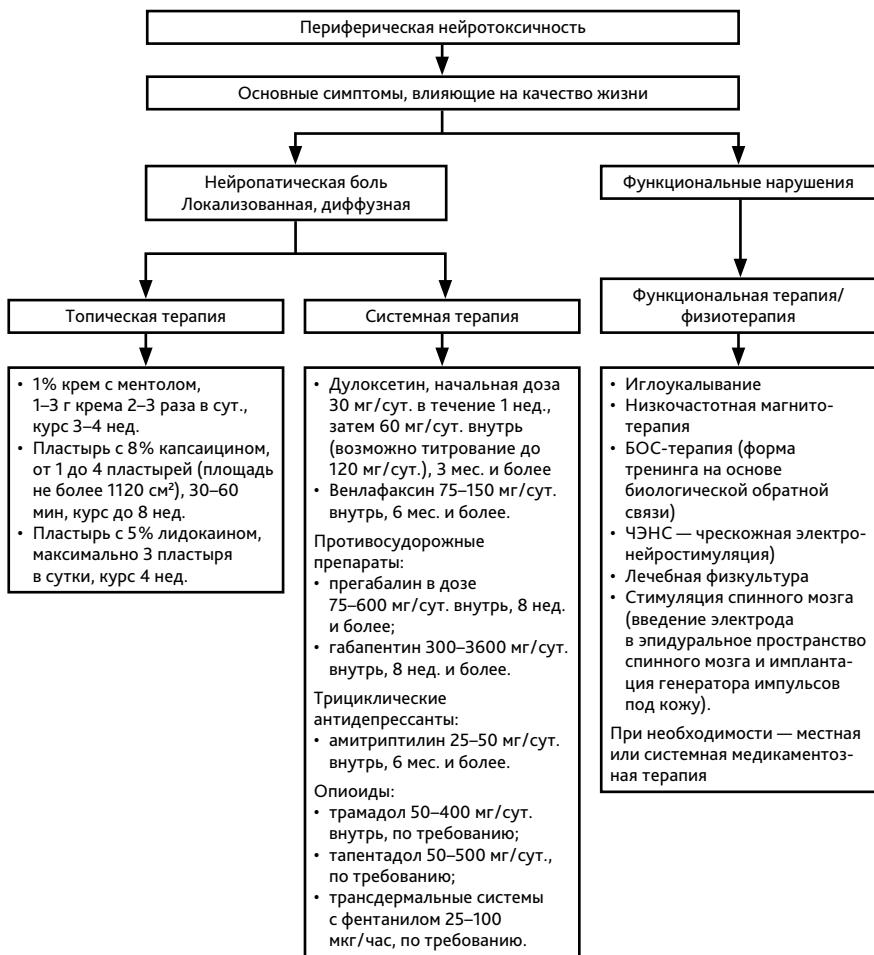 Периферическая нейротоксичность
Основные симптомы, влияющие на качество жизни
Нейропатическая боль
Локализованная, диффузная
Функциональные нарушения
Топическая терапия
Системная терапия
Функциональная терапия/
физиотерапия
• 1% крем с ментолом,
1–3 г крема 2–3 раза в сут.,
курс 3–4 нед.
• Пластырь с 8% капсаицином,
от 1 до 4 пластырей (площадь
не более 1120 см²), 30–60
мин, курс до 8 нед.
• Пластырь с 5% лидокаином,
максимально 3 пластыря
в сутки, курс 4 нед.
• Дулоксетин, начальная доза
30 мг/сут. в течение 1 нед.,
затем 60 мг/сут. внутрь
(возможно титрование до
120 мг/сут.), 3 мес. и более
• Венлафаксин 75–150 мг/сут.
внутрь, 6 мес. и более.
Противосудорожные
препараты:
• прегабалин в дозе
75–600 мг/сут. внутрь, 8 нед.
и более;
• габапентин 300–3600 мг/сут.
внутрь, 8 нед. и более.
Трициклические
антидепрессанты:
• амитриптилин 25–50 мг/сут.
внутрь, 6 мес. и более.
Опиоиды:
• трамадол 50–400 мг/сут.
внутрь, по требованию;
• тапентадол 50–500 мг/сут.,
по требованию;
• трансдермальные системы
с фентанилом 25–100
мкг/час, по требованию.
• Иглоукалывание
• Низкочастотная магнито-
терапия
• БОС-терапия (форма
тренинга на основе
биологической обратной
связи)
• ЧЭНС — чрескожная электро-
нейростимуляция)
• Лечебная физкультура
• Стимуляция спинного мозга
(введение электрода
в эпидуральное пространство
спинного мозга и имплант-
ация генератора импульсов
под кожу).
При необходимости — местная
или системная медикаментоз-
ная терапия